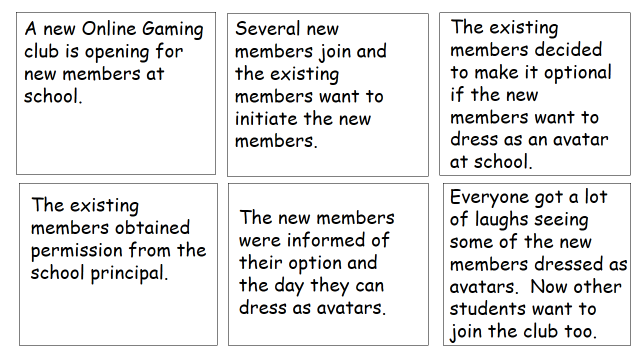 A new Online Gaming
club is opening for
new members at
school.
Several new
members join and
the existing
members want to
initiate the new
members.
The existing
members decided
to make it optional
if the new
members want to
dress as an avatar
at school.
The existing
members obtained
permission from the
school principal.
The new members
were informed of
their option and
the day they can
dress as avatars.
Everyone got a lot
of laughs seeing
some of the new
members dressed as
avatars.  Now other
students want to
join the club too.